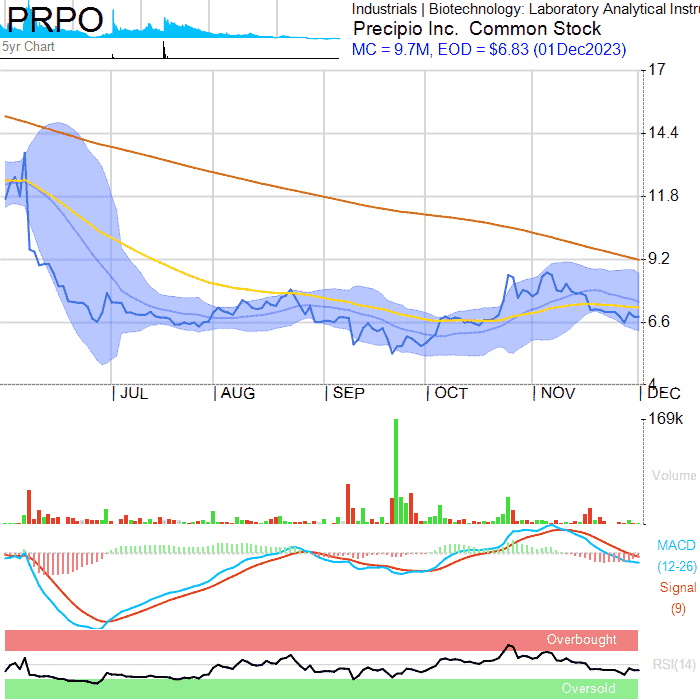 PRPO
5yr Chart
Industrials | Biotechnology: Laboratory Analytical Instru
Precipio Inc. Common Stock
MC = 9.7M, EOD = $6.83 (01Dec2023)
17
14.4
11.8
9.2
6.6
4
JUL
AUG
SEP
OCT
NOV
DEC
169k
Volume
MACD
(12-26)
Signal
(9)
Overbought
RSI(14)
Oversold